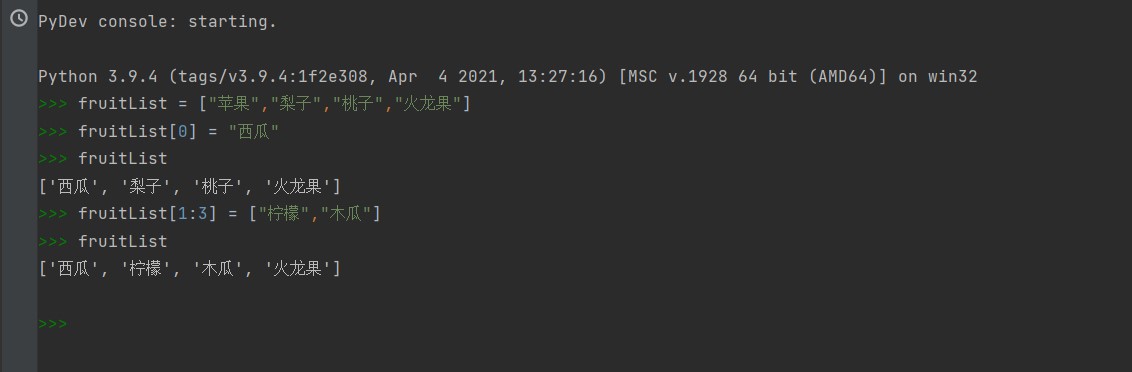 PyDev console: starting.
Python 3.9.4 (tags/v3.9.4:1f2e308, Apr  4 2021, 13:27:16) [MSC v.1928 64 bit (AMD64)] on win32
>>> fruitList = ["苹果","梨子","桃子","火龙果"]
>>> fruitList[0] = "西瓜"
>>> fruitList
['西瓜', '梨子', '桃子', '火龙果']
>>> fruitList[1:3] = ["柠檬","木瓜"]
>>> fruitList
['西瓜', '柠檬', '木瓜', '火龙果']
>>>